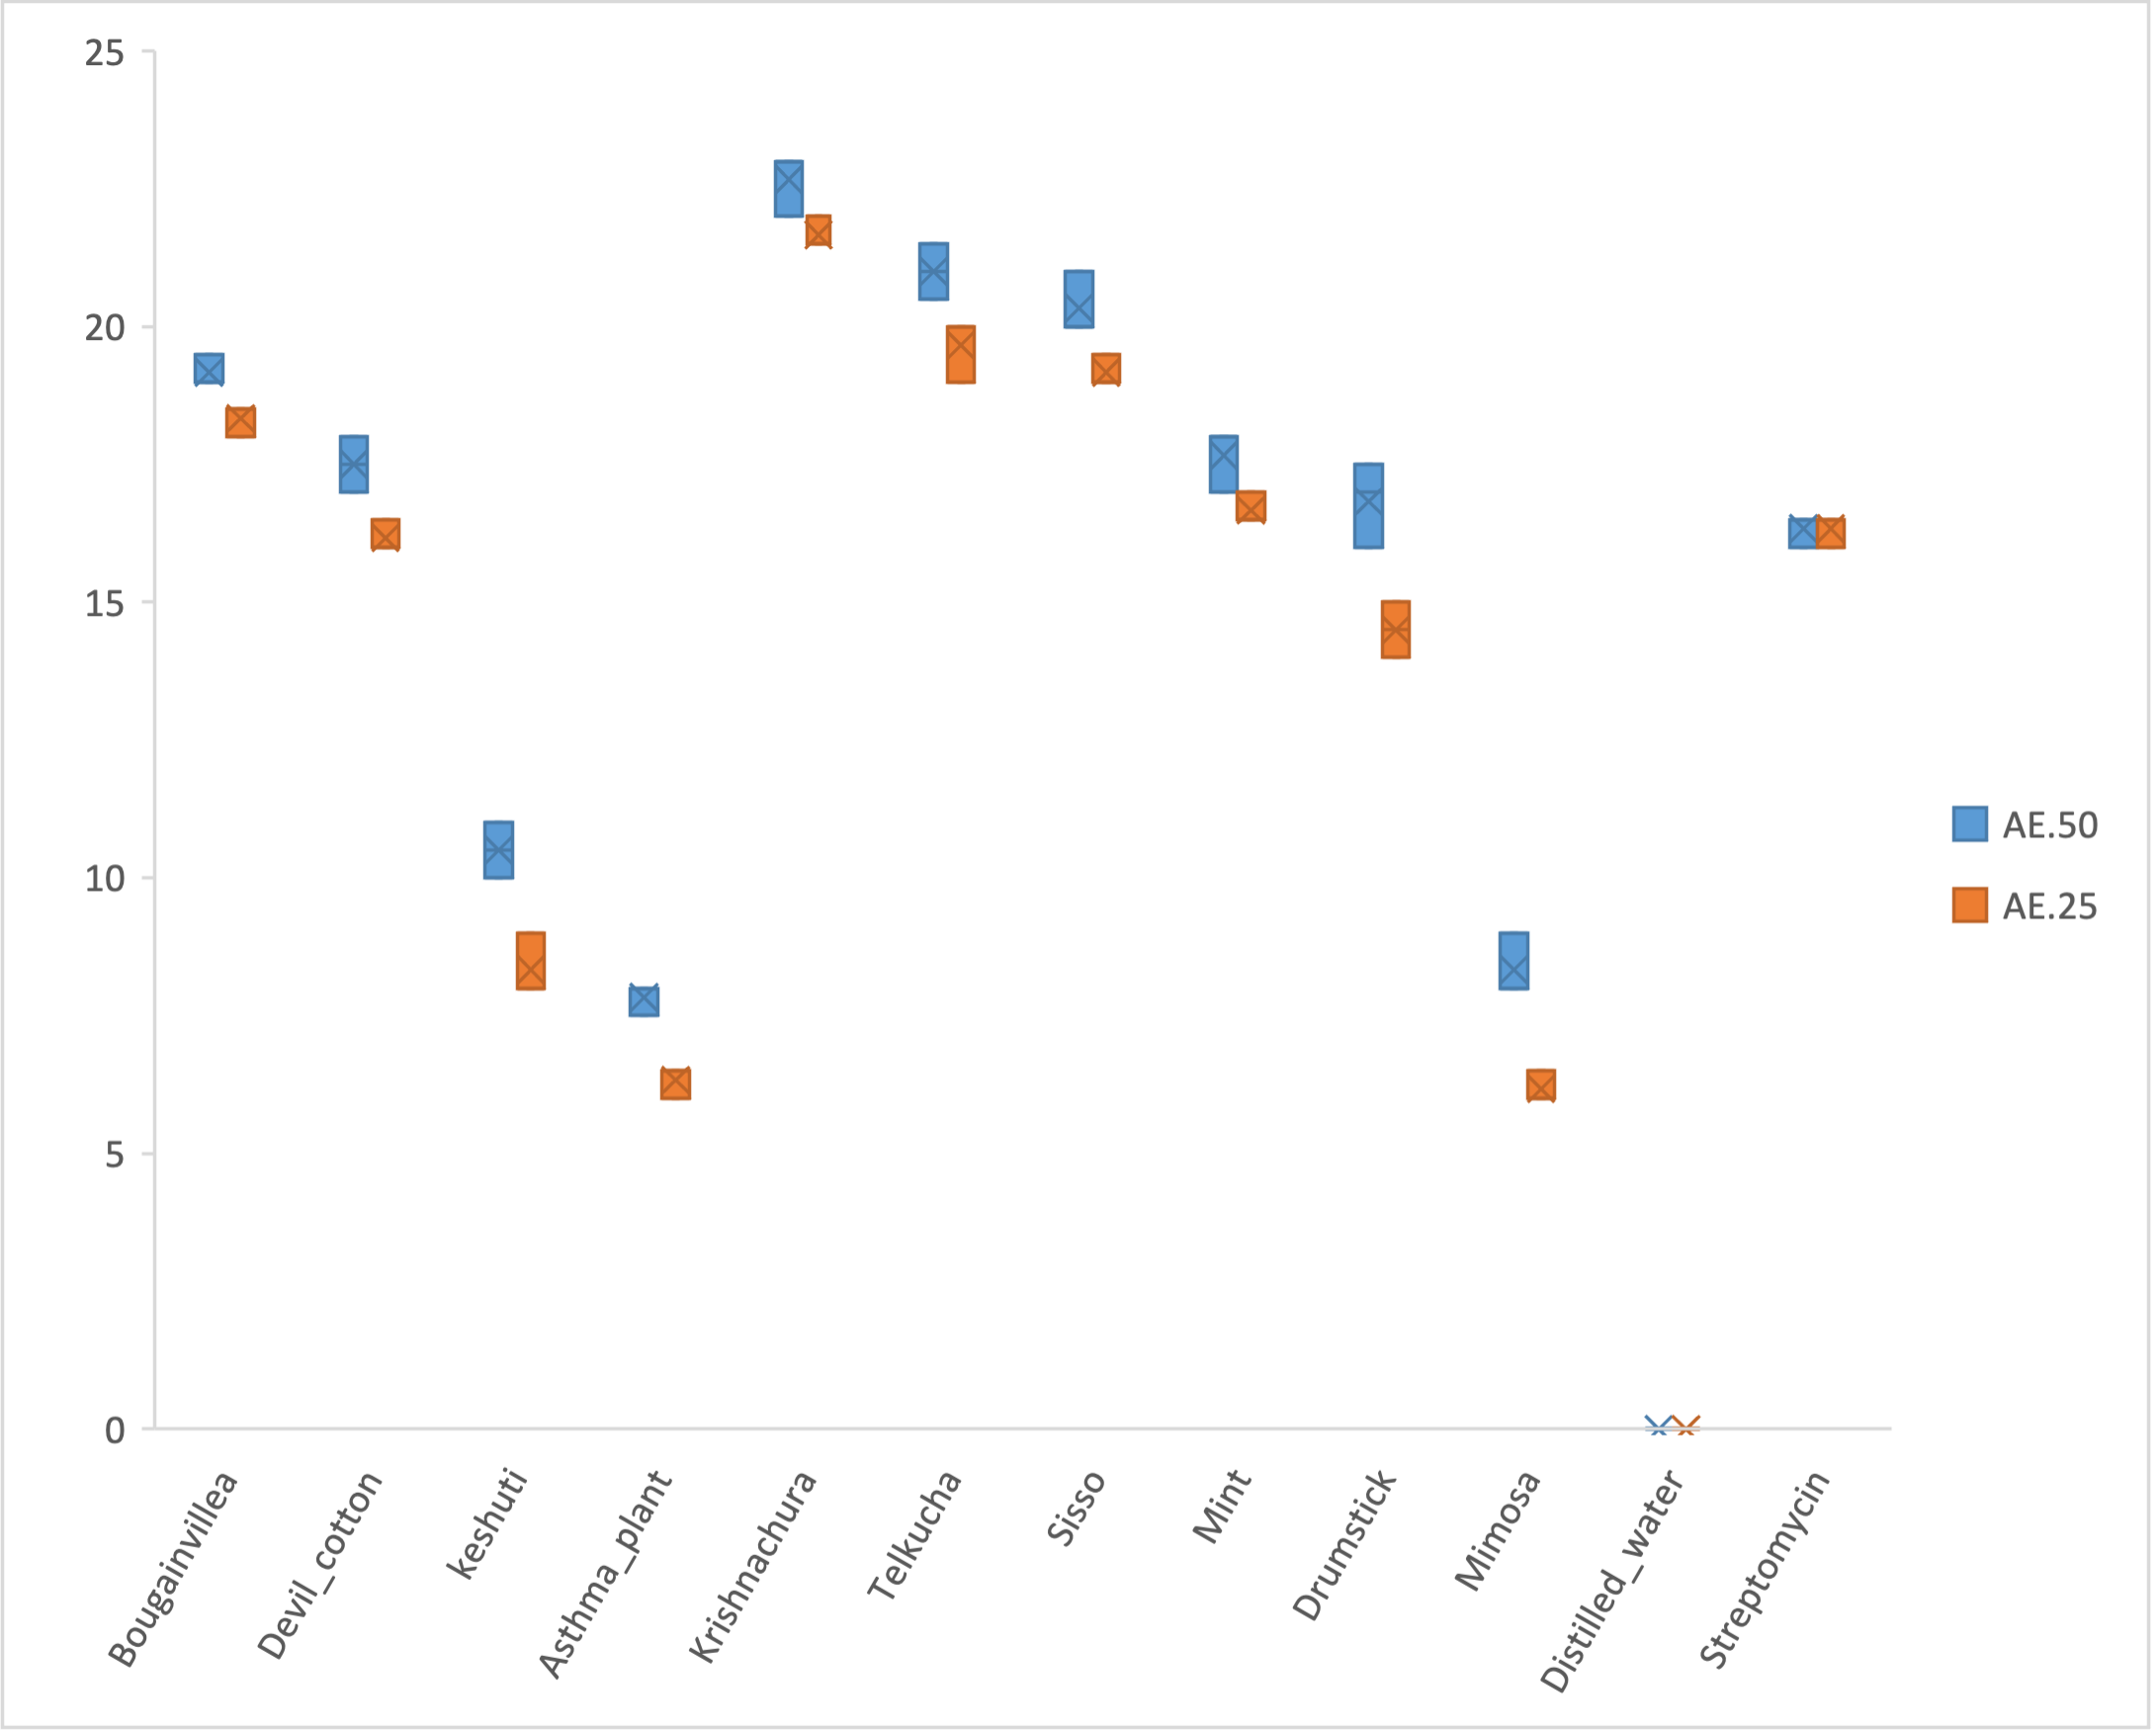 25
20
15
10
5
0
Bougainvillea
Devil_cotton
keshuti
Asthma_plant
Krishnachura
Telkucha
Sisso
Mint
Drumstick
Mimosa
Distilled_water
Streptomycin
AE.50
AE.25